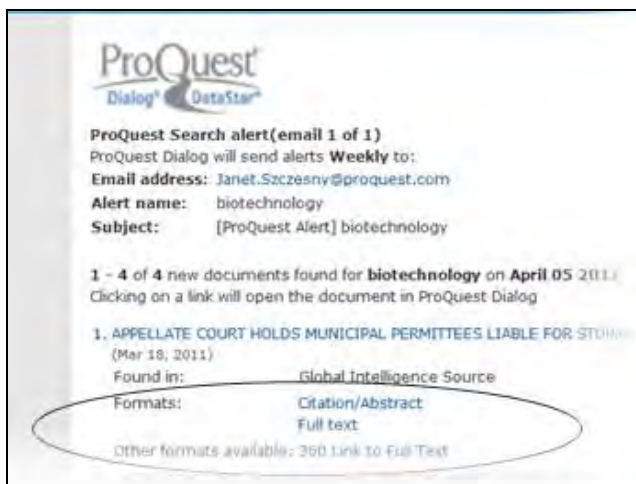 ProQuest
Dialog® DataStar®
ProQuest Search alert(email 1 of 1)
ProQuest Dialog will send alerts Weekly to:
Email address: Janet.Szczesny@proquest.com
Alert name: biotechnology
Subject: [ProQuest Alert] biotechnology
1 - 4 of 4 new documents found for biotechnology on April 05
Clicking on a link will open the document in ProQuest Dialog
1. APPELLATE COURT HOLDS MUNICIPAL PERMITTEES LIABLE FOR
(Mar 18, 2011)
Found in: Global Intelligence Source
Formats: Citation/Abstract
Full text
Other formats available: 360 Link to Full Text